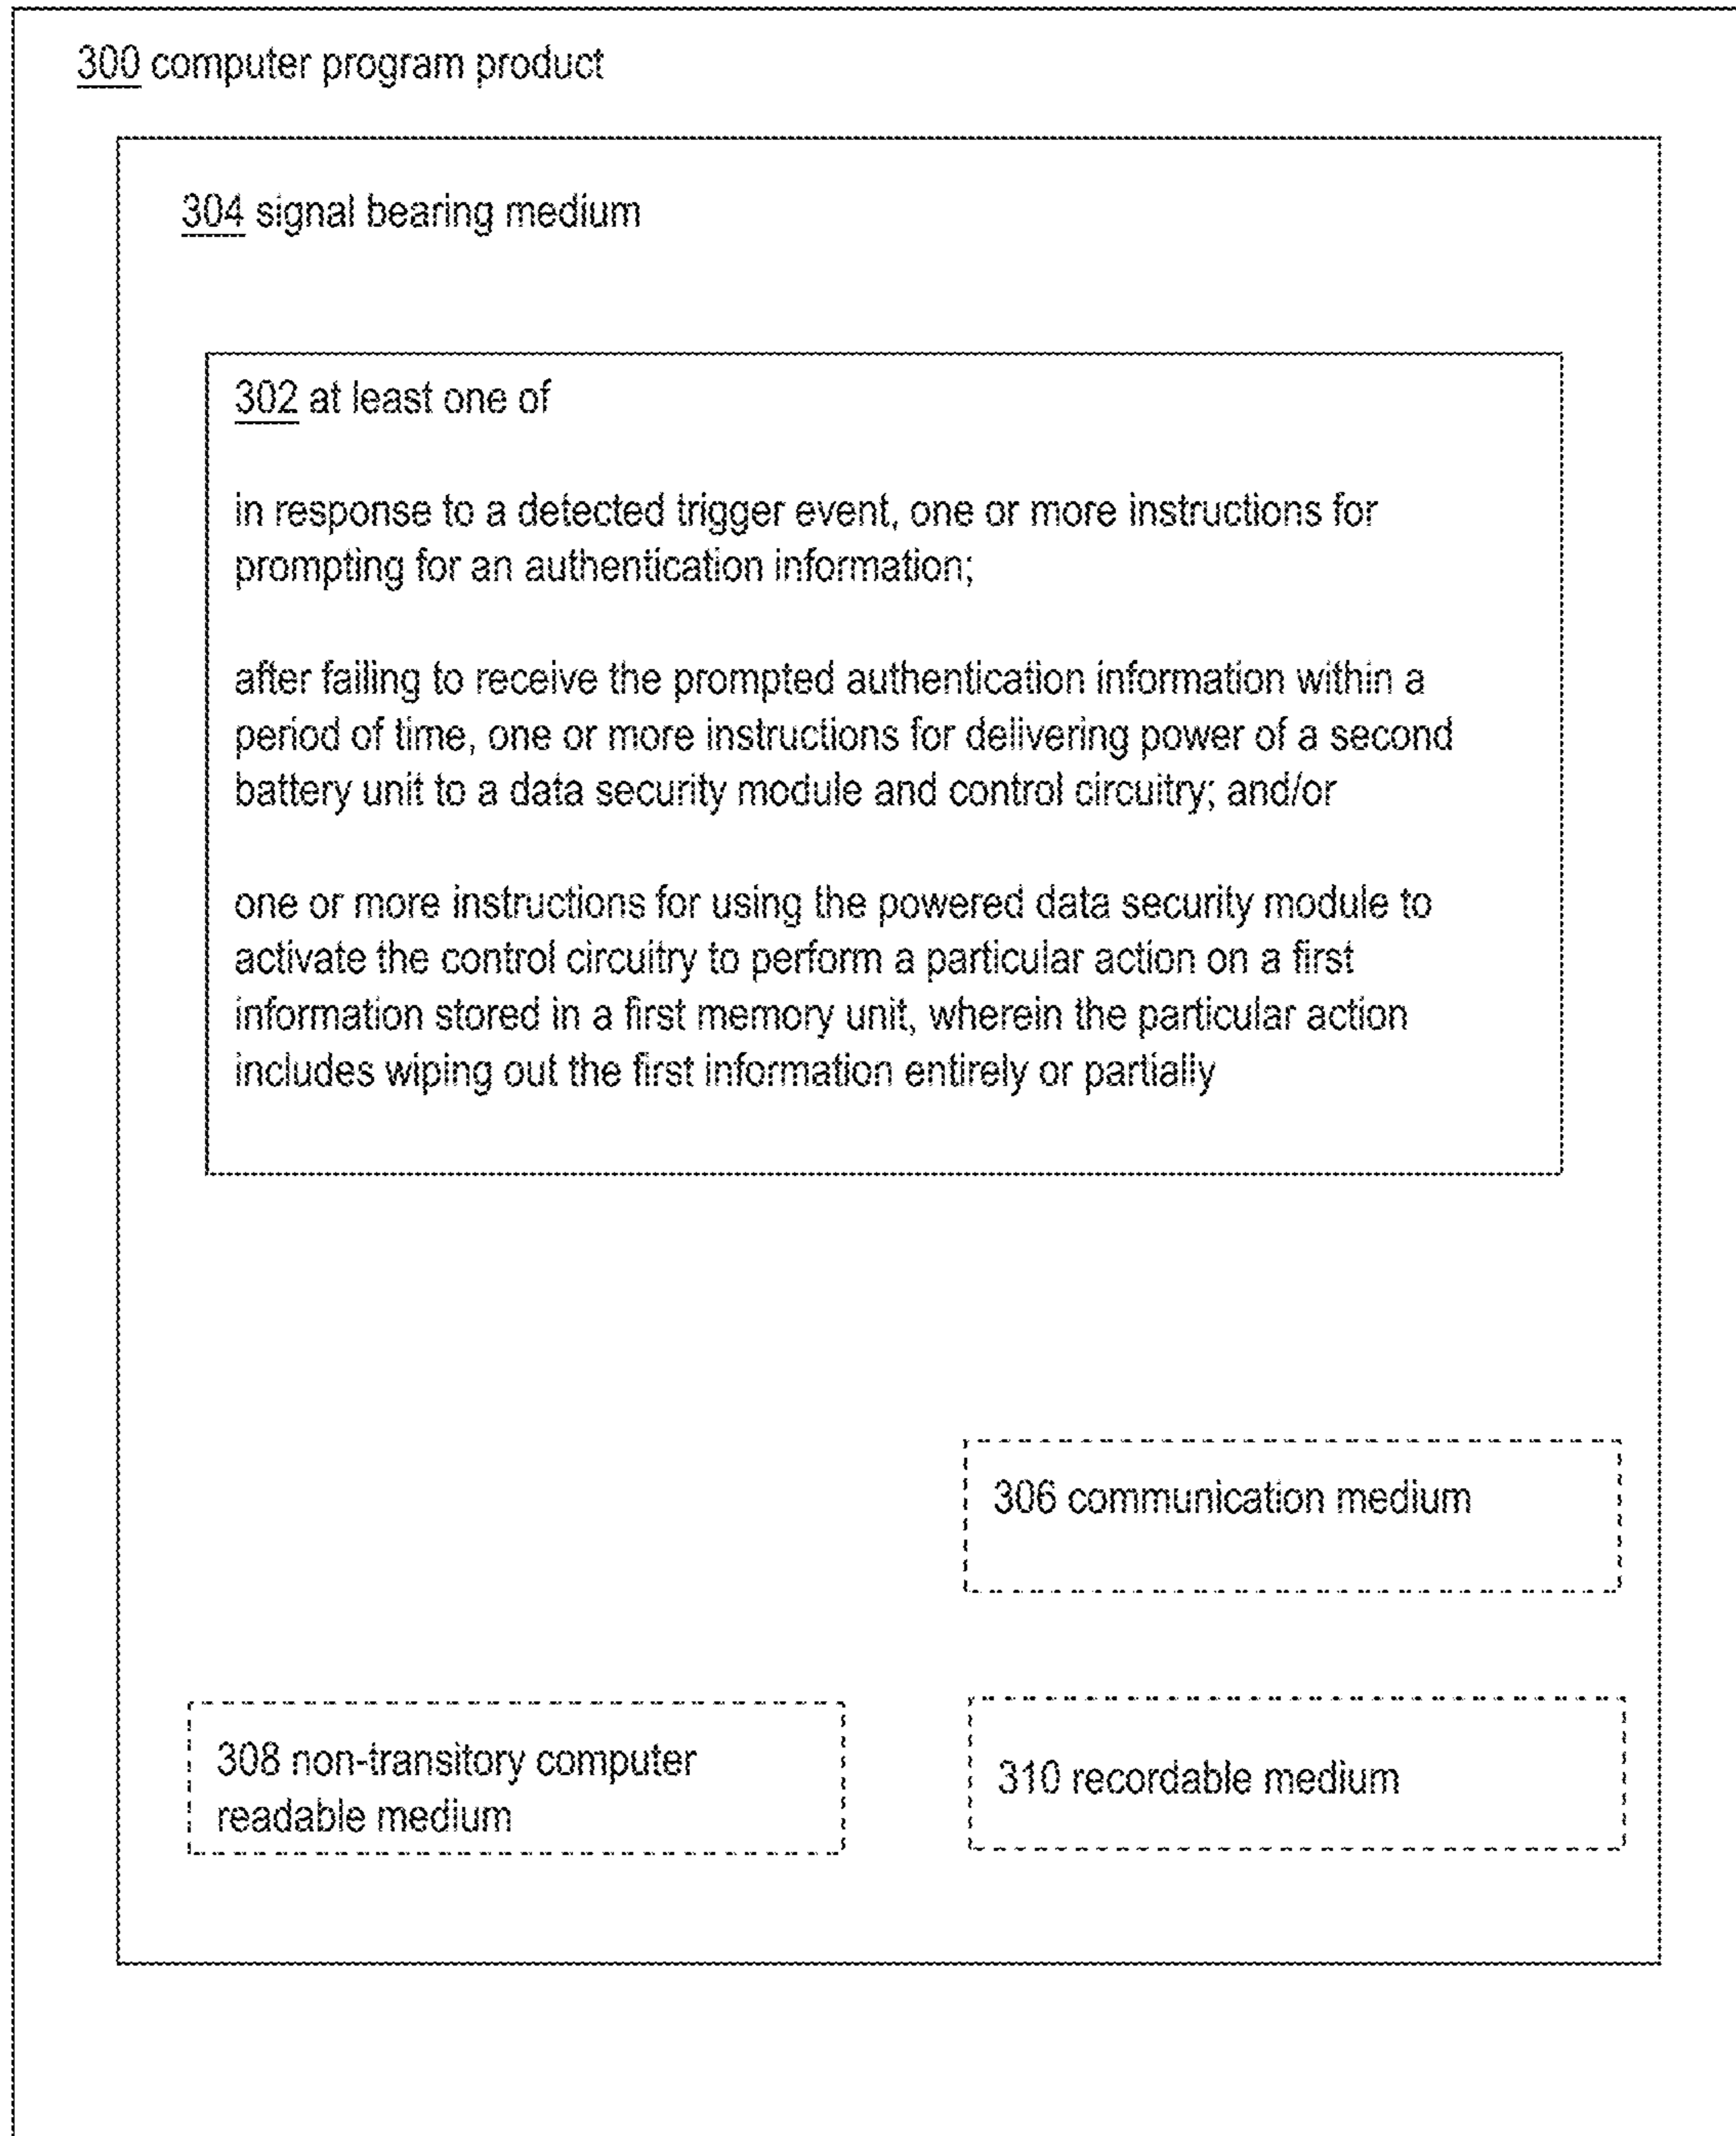 300 computer program product
304 signal bearing medium
302 at least one of
in response to a detected trigger event, one or more instructions for
prompting for an authentication information;
after failing to receive the prompted authentication information within a
period of time, one or more instructions for delivering power of a second
battery unit to a data security module and control circuitry; and/or
one or more instructions for using the powered data security module to
activate the control circuitry to perform a particular action on a first
information stored in a first memory unit, wherein the particular action
includes wiping out the first information entirely or partially
306 communication medium
308 non-transitory computer
readable medium
310 recordable medium